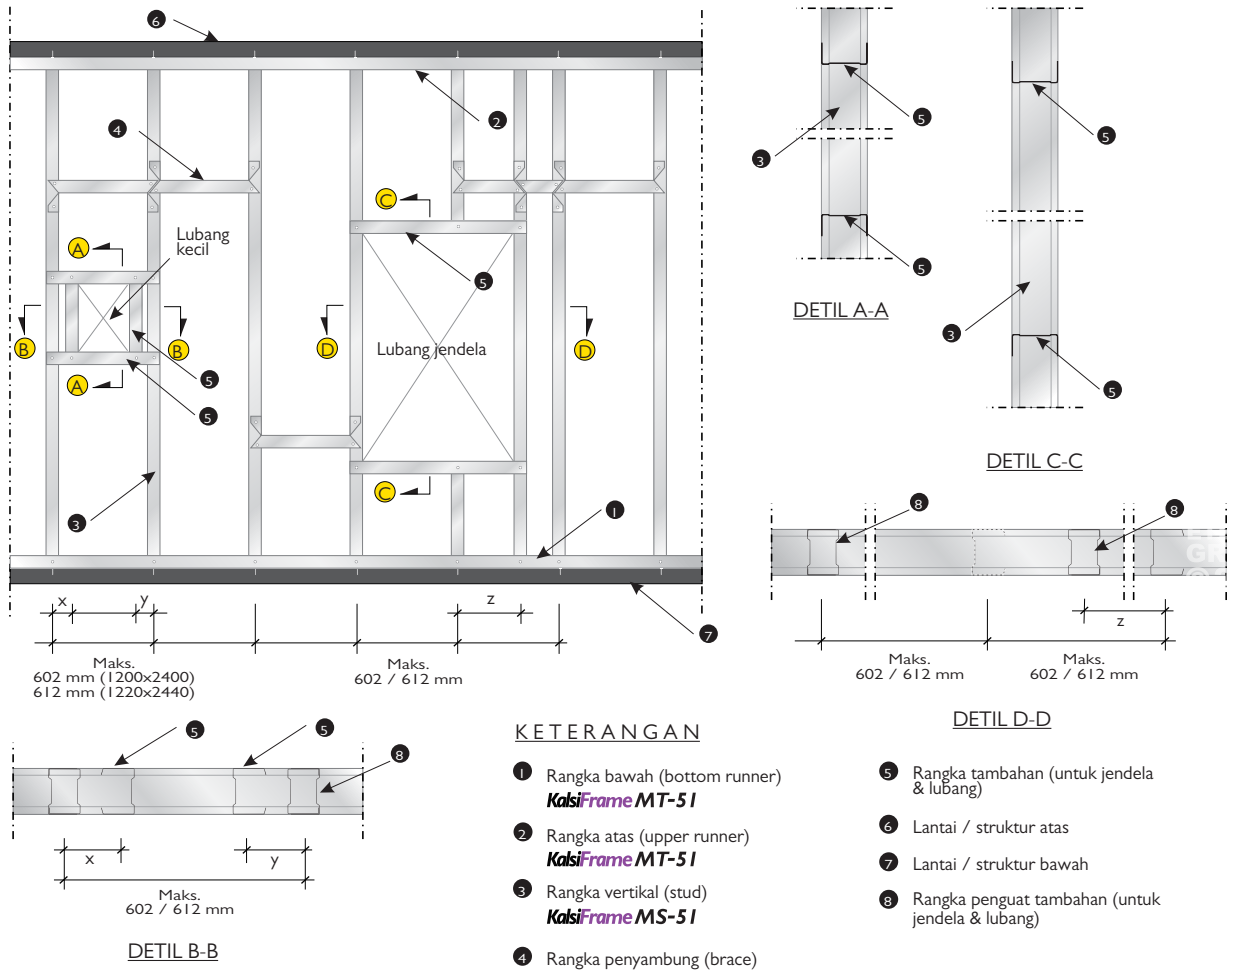 6
2
4
Lubang
kecil
A
C
5
B
B
D
Lubang jendela
D
5
A
5
C
3
1
7
x
y
z
Maks.
602 mm (1200x2400)
612 mm (1220x2440)
Maks.
602 / 612 mm
5
3
5
DETIL A-A
5
3
5
DETIL C-C
8
8
z
Maks.
602 / 612 mm
Maks.
602 / 612 mm
DETIL D-D
5
5
8
x
y
Maks.
602 / 612 mm
DETIL B-B
KETERANGAN
1 Rangka bawah (bottom runner)
KalsiFrame MT-51
2 Rangka atas (upper runner)
KalsiFrame MT-51
3 Rangka vertikal (stud)
KalsiFrame MS-51
4 Rangka penyambung (brace)
5 Rangka tambahan (untuk jendela
& lubang)
6 Lantai / struktur atas
7 Lantai / struktur bawah
8 Rangka penguat tambahan (untuk
jendela & lubang)